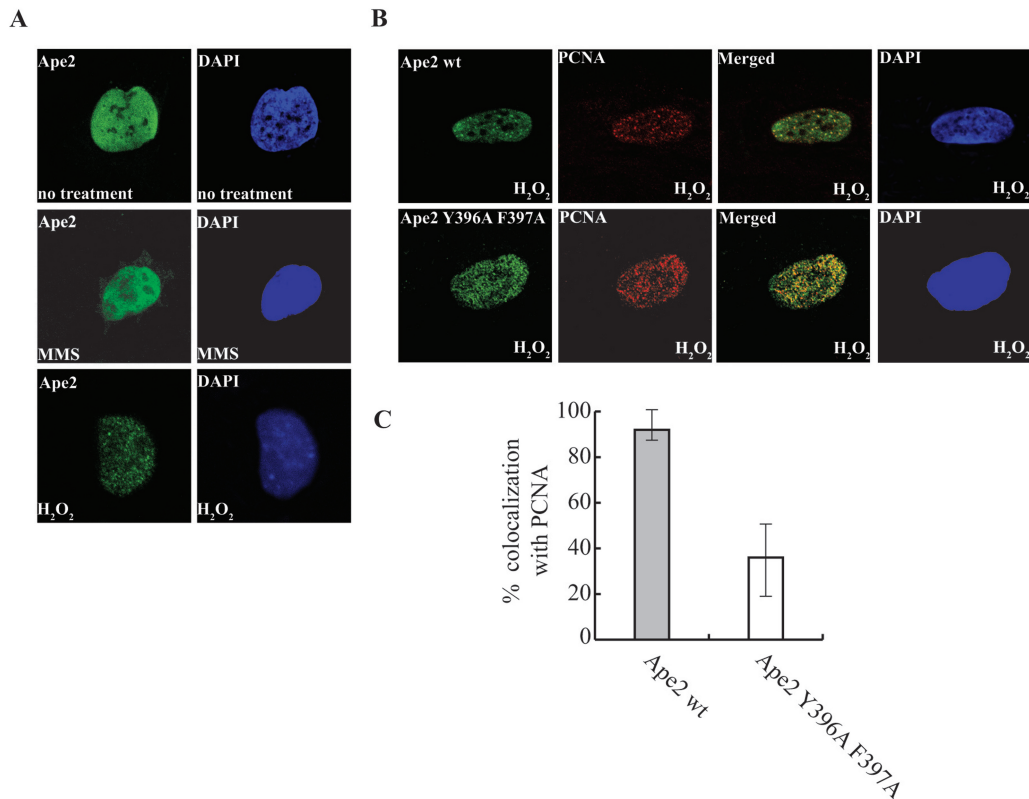 A
Ape2 DAPI
no treatment no treatment
Ape2 DAPI
MMS MMS
Ape2 DAPI
H₂O₂ H₂O₂
B
Ape2 wt PCNA Merged DAPI
H₂O₂ H₂O₂ H₂O₂ H₂O₂
Ape2 Y396A F397A PCNA Merged DAPI
H₂O₂ H₂O₂ H₂O₂ H₂O₂
C
% colocalization
with PCNA
100
80
60
40
20
0
Ape2 wt
Ape2 Y396A F397A